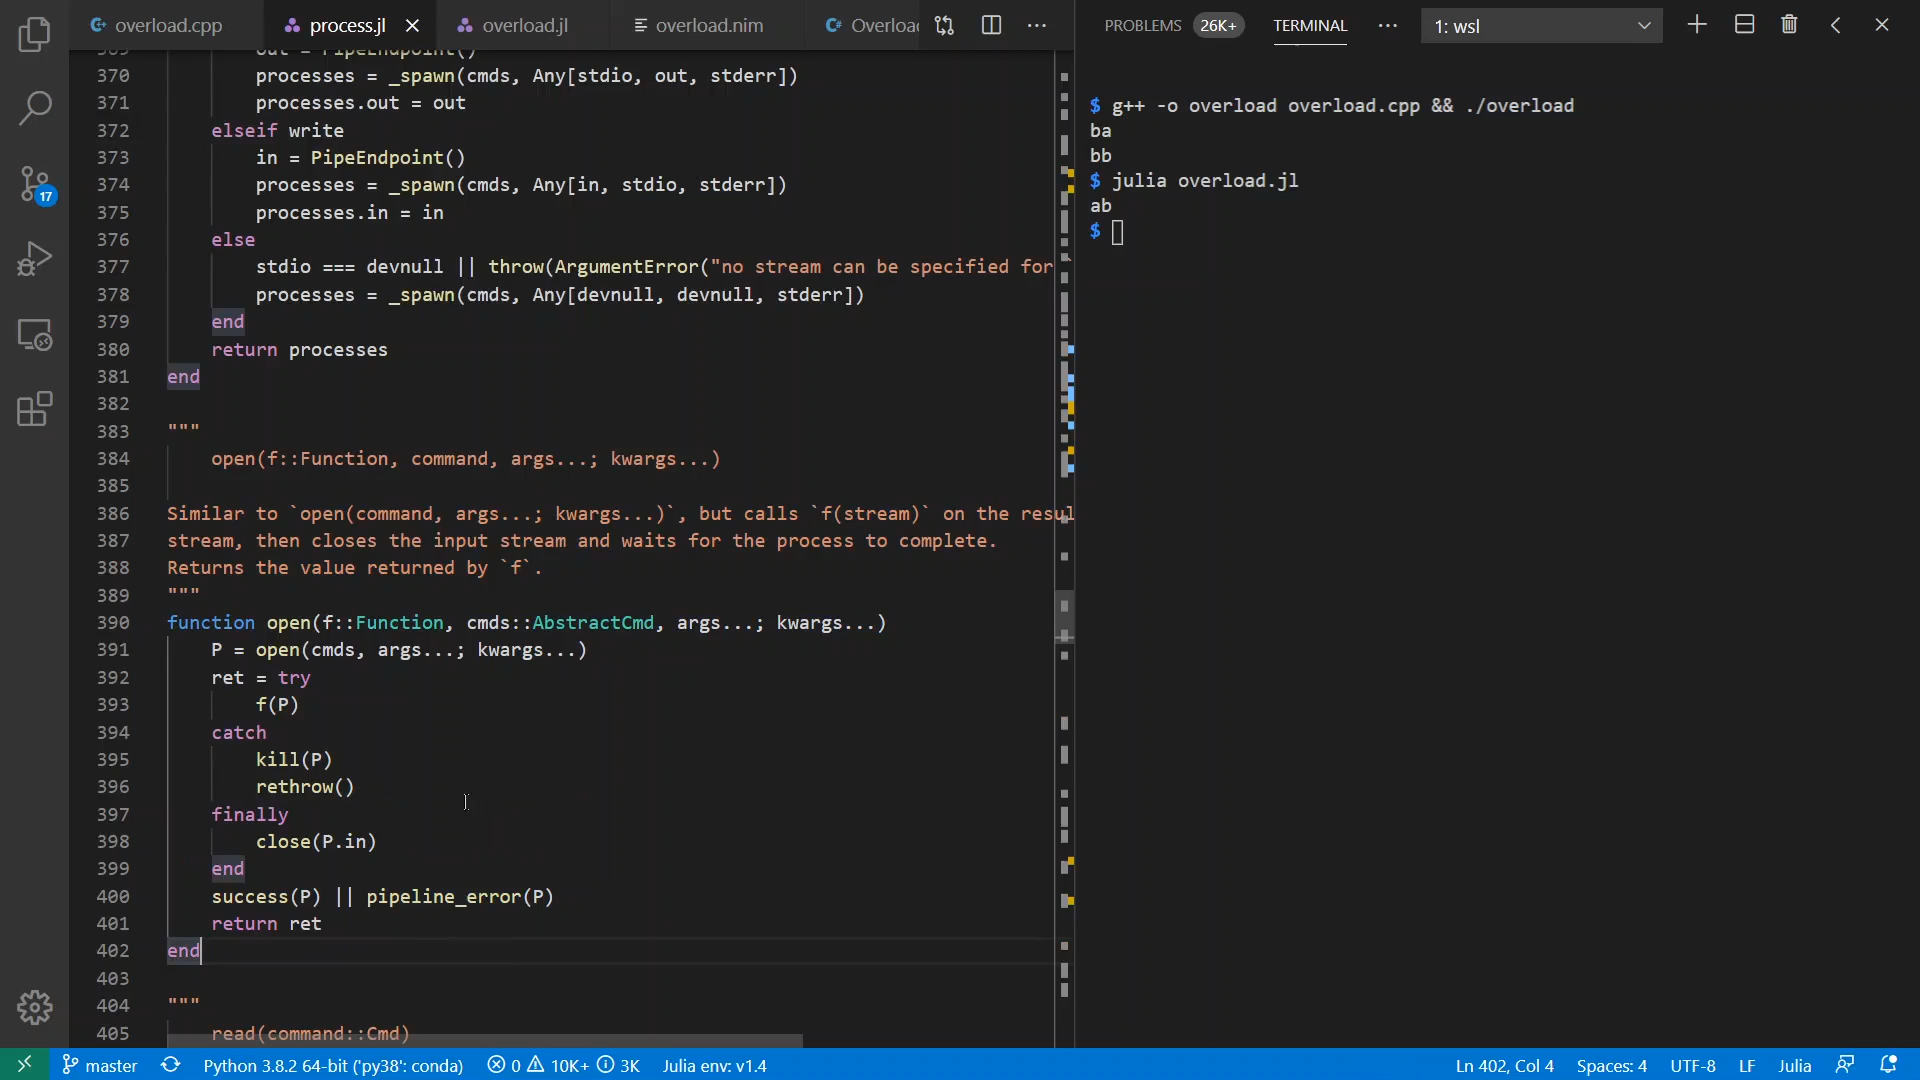 overload.cpp process.jl overload.jl overload.nim Overloa
PROBLEMS 26K+ TERMINAL 1: wsl
17
369 out = PipeEndpoint()
370 processes = _spawn(cmds, Any[stdio, out, stderr])
371 processes.out = out
372 elseif write
373 in = PipeEndpoint()
374 processes = _spawn(cmds, Any[in, stdio, stderr])
375 processes.in = in
376 else
377 stdio === devnull || throw(ArgumentError("no stream can be specified for
378 processes = _spawn(cmds, Any[devnull, devnull, stderr])
379 end
380 return processes
381 end
382
383 """
384 open(f::Function, command, args...; kwargs...)
385
386 Similar to `open(command, args...; kwargs...)`, but calls `f(stream)` on the resul
387 stream, then closes the input stream and waits for the process to complete.
388 Returns the value returned by `f`.
389 """
390 function open(f::Function, cmds::AbstractCmd, args...; kwargs...)
391 P = open(cmds, args...; kwargs...)
392 ret = try
393 f(P)
394 catch
395 kill(P)
396 rethrow()
397 finally
398 close(P.in)
399 end
400 success(P) || pipeline_error(P)
401 return ret
402 end
403
404 """
405 read(command::Cmd)
$ g++ -o overload overload.cpp && ./overload
ba
bb
$ julia overload.jl
ab
$
master Python 3.8.2 64-bit ('py38': conda) 0 10K+ 3K Julia env: v1.4 Ln 402, Col 4 Spaces: 4 UTF-8 LF Julia